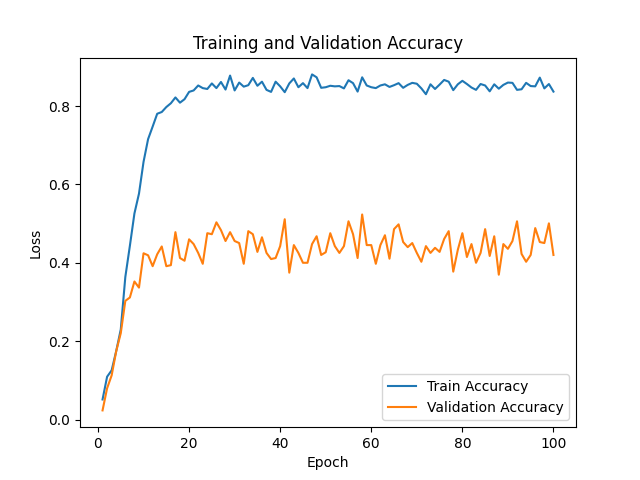 Training and Validation Accuracy
Loss
0.8
0.6
0.4
0.2
0.0
Train Accuracy
Validation Accuracy
0 20 40 60 80 100
Epoch